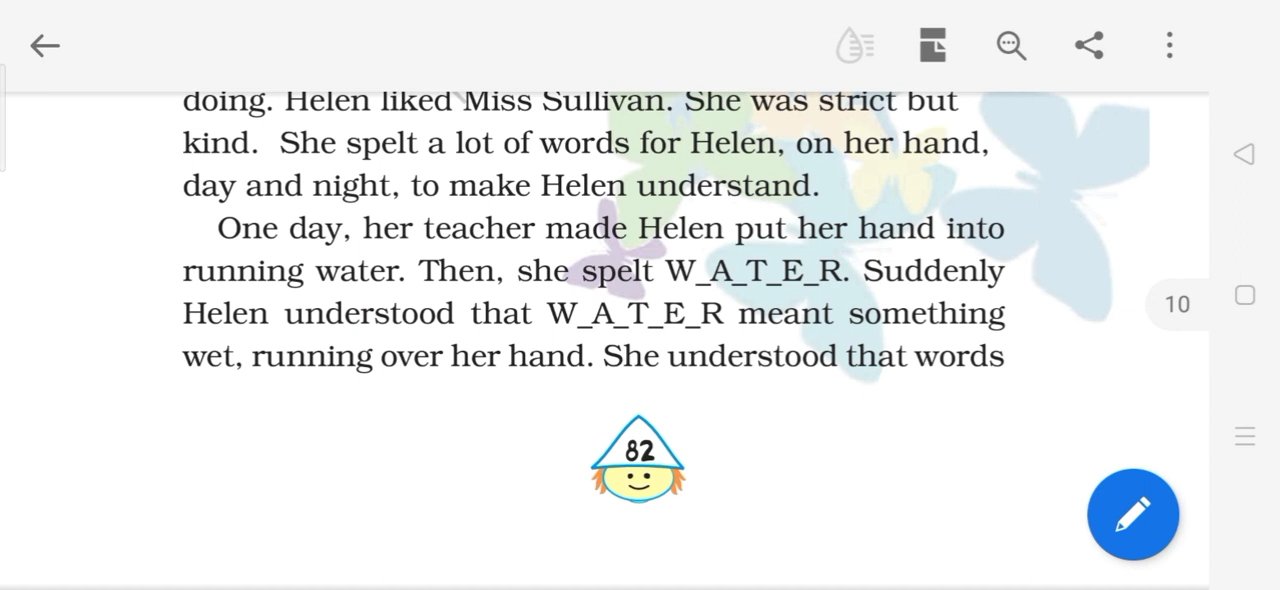 doing. Helen liked Miss Sullivan. She was strict but
kind. She spelt a lot of words for Helen, on her hand,
day and night, to make Helen understand.
One day, her teacher made Helen put her hand into
running water. Then, she spelt W_A_T_E_R. Suddenly
Helen understood that W_A_T_E_R meant something
wet, running over her hand. She understood that words
10
82